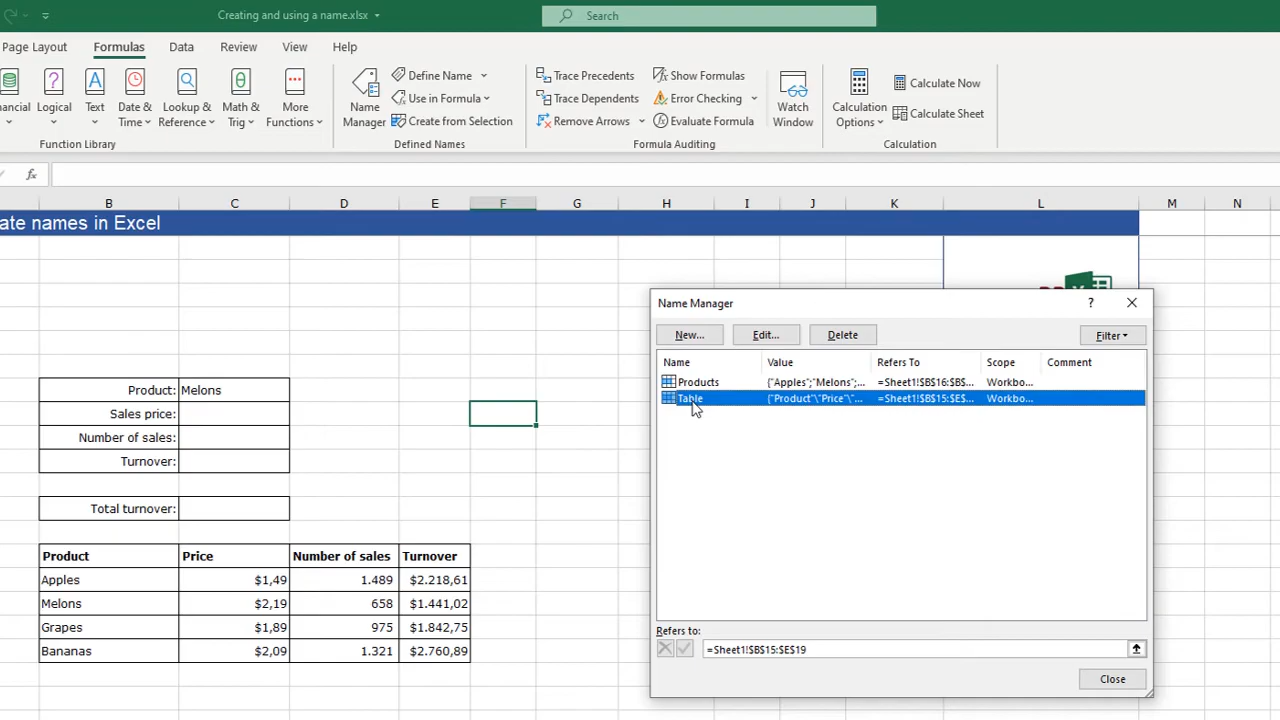 Creating and using a name.xlsx
Search
Page Layout Formulas Data Review View Help
ancial Logical Text Date & Time Lookup & Reference Math & Trig More Functions
Function Library
Name Manager
Define Name
Use in Formula
Create from Selection
Defined Names
Trace Precedents
Trace Dependents
Remove Arrows
Show Formulas
Error Checking
Evaluate Formula
Watch Window
Formula Auditing
Calculation Options
Calculate Now
Calculate Sheet
Calculation
fx
B C D E F G H I J K L M N
ate names in Excel
Product: Melons
Sales price:
Number of sales:
Turnover:
Total turnover:
Product Price Number of sales Turnover
Apples $1,49 1.489 $2.218,61
Melons $2,19 658 $1.441,02
Grapes $1,89 975 $1.842,75
Bananas $2,09 1.321 $2.760,89
Name Manager ?
New... Edit... Delete Filter
Name Value Refers To Scope Comment
Products {"Apples";"Melons";... =Sheet1!$B$16:$B$... Workbo...
Table {"Product"\"Price"\"... =Sheet1!$B$15:$E$... Workbo...
Refers to:
=Sheet1!$B$15:$E$19
Close